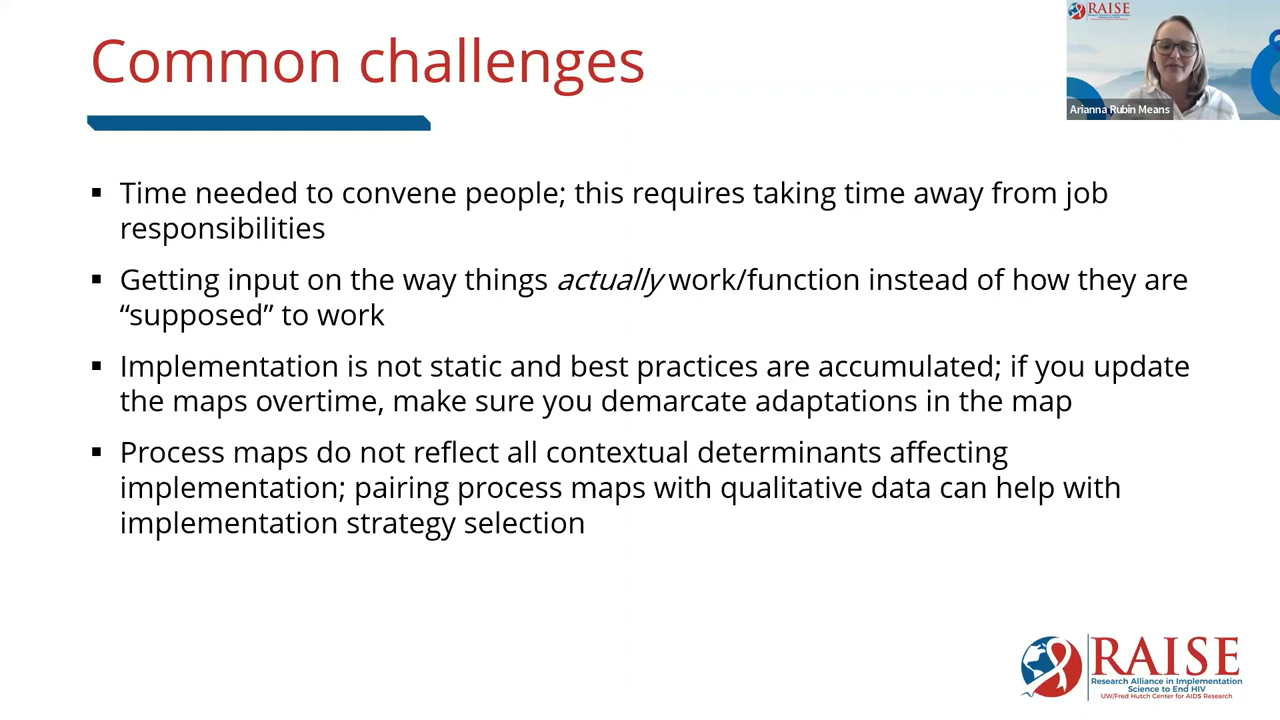 Common challenges
RAISE
Arianna Rubin Means
▪ Time needed to convene people; this requires taking time away from job
responsibilities
▪ Getting input on the way things actually work/function instead of how they are
“supposed” to work
▪ Implementation is not static and best practices are accumulated; if you update
the maps overtime, make sure you demarcate adaptations in the map
▪ Process maps do not reflect all contextual determinants affecting
implementation; pairing process maps with qualitative data can help with
implementation strategy selection
RAISE
Research Alliance in Implementation
Science to End HIV
UW/Fred Hutch Center for AIDS Research